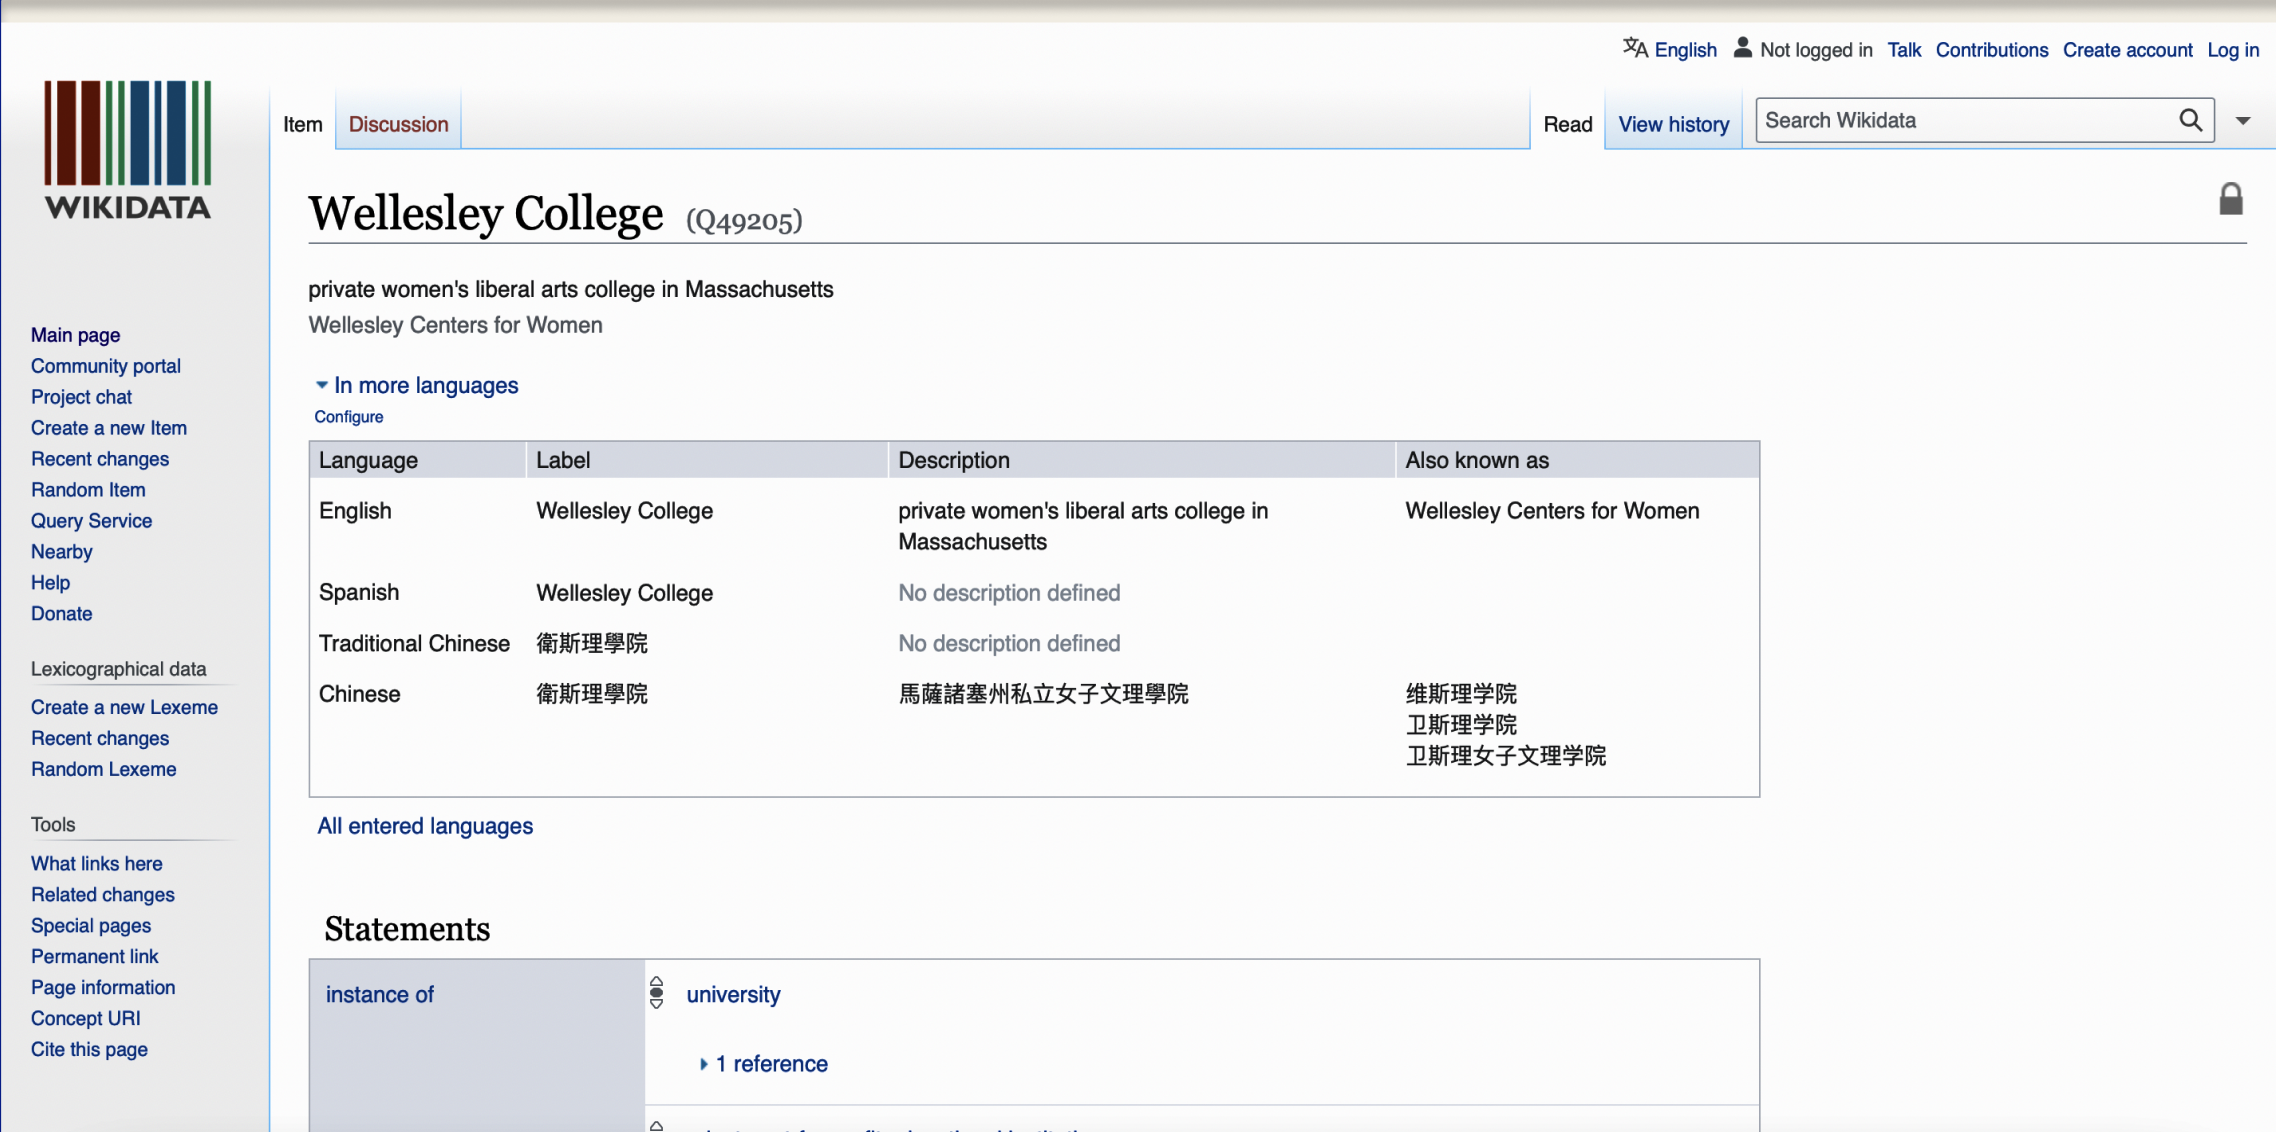 English Not logged in Talk Contributions Create account Log in
WIKIDATA
Item Discussion Read View history Search Wikidata
Wellesley College (Q49205)
private women's liberal arts college in Massachusetts
Wellesley Centers for Women
In more languages
Configure
Language Label Description Also known as
English Wellesley College private women's liberal arts college in Massachusetts Wellesley Centers for Women
Spanish Wellesley College No description defined
Traditional Chinese 衛斯理學院 No description defined
Chinese 衛斯理學院 馬薩諸塞州私立女子文理學院 维斯理学院
卫斯理学院
卫斯理女子文理学院
All entered languages
Statements
instance of university
1 reference
Main page
Community portal
Project chat
Create a new Item
Recent changes
Random Item
Query Service
Nearby
Help
Donate
Lexicographical data
Create a new Lexeme
Recent changes
Random Lexeme
Tools
What links here
Related changes
Special pages
Permanent link
Page information
Concept URI
Cite this page